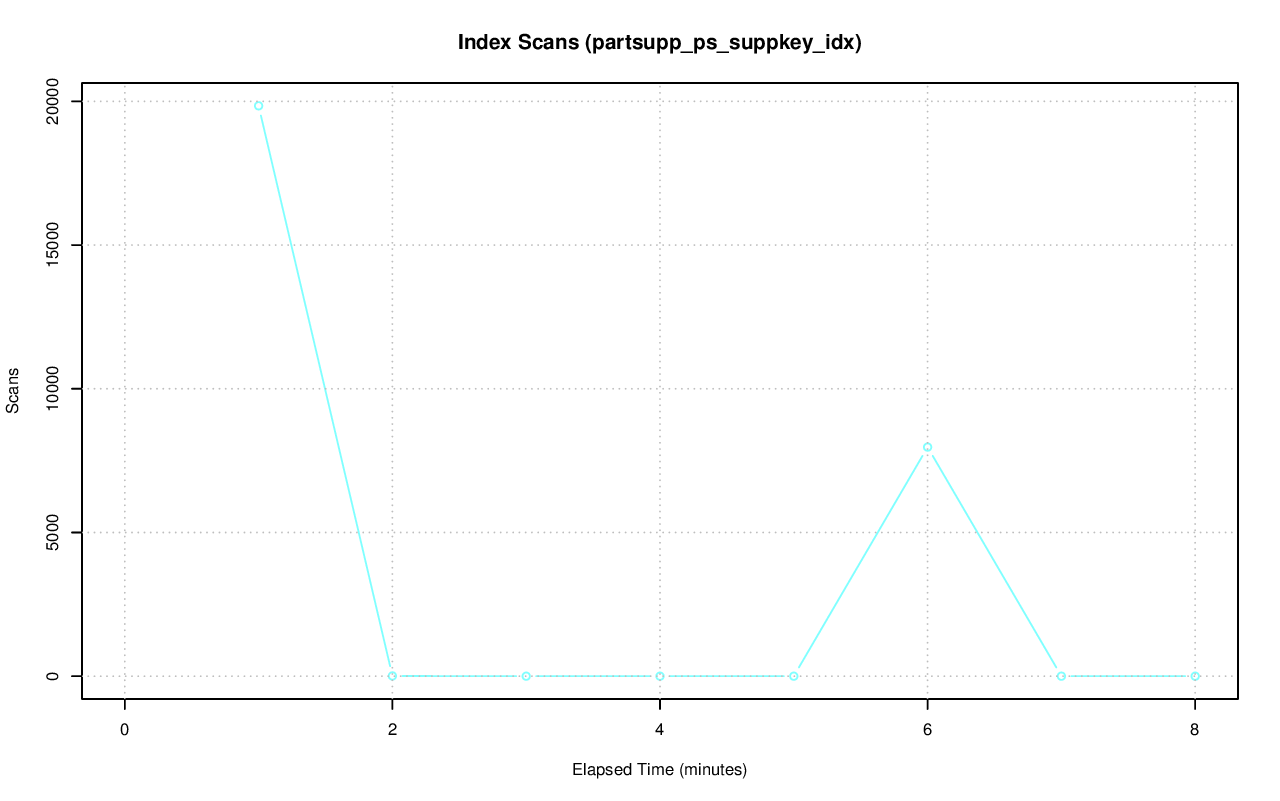 Index Scans (partsupp_ps_suppkey_idx)
20000
15000
10000
5000
0
Scans
0 2 4 6 8
Elapsed Time (minutes)